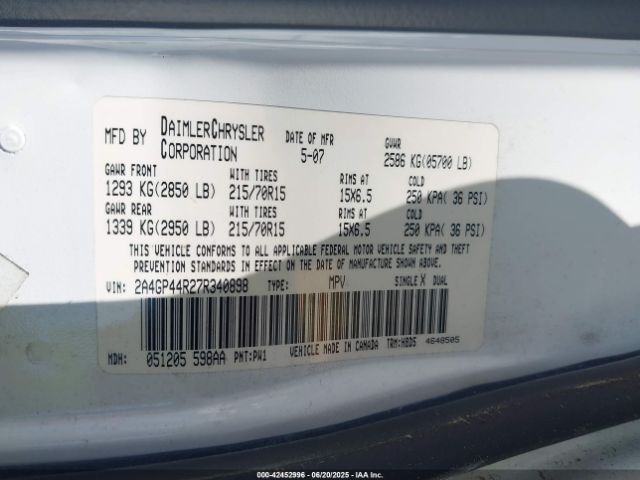 MFD BY DAIMLERCHRYSLER CORPORATION DATE OF MFR 5-07 GVWR 2586 KG(05700 LB)
GAWR FRONT WITH TIRES RIMS AT COLD
1293 KG(2850 LB) 215/70R15 15X6.5 250 KPA( 36 PSI)
GAWR REAR WITH TIRES RIMS AT COLD
1339 KG(2950 LB) 215/70R15 15X6.5 250 KPA( 36 PSI)
THIS VEHICLE CONFORMS TO ALL APPLICABLE FEDERAL MOTOR VEHICLE SAFETY AND THEFT
PREVENTION STANDARDS IN EFFECT ON THE DATE OF MANUFACTURE SHOWN ABOVE.
VIN: 2A4GP44R27R340898 TYPE: MPV SINGLE X DUAL
MDH: 051205 598AA PNT:PW1 VEHICLE MADE IN CANADA TRM:HBD5 4648505
000-42452996 - 06/20/2025 - IAA Inc.